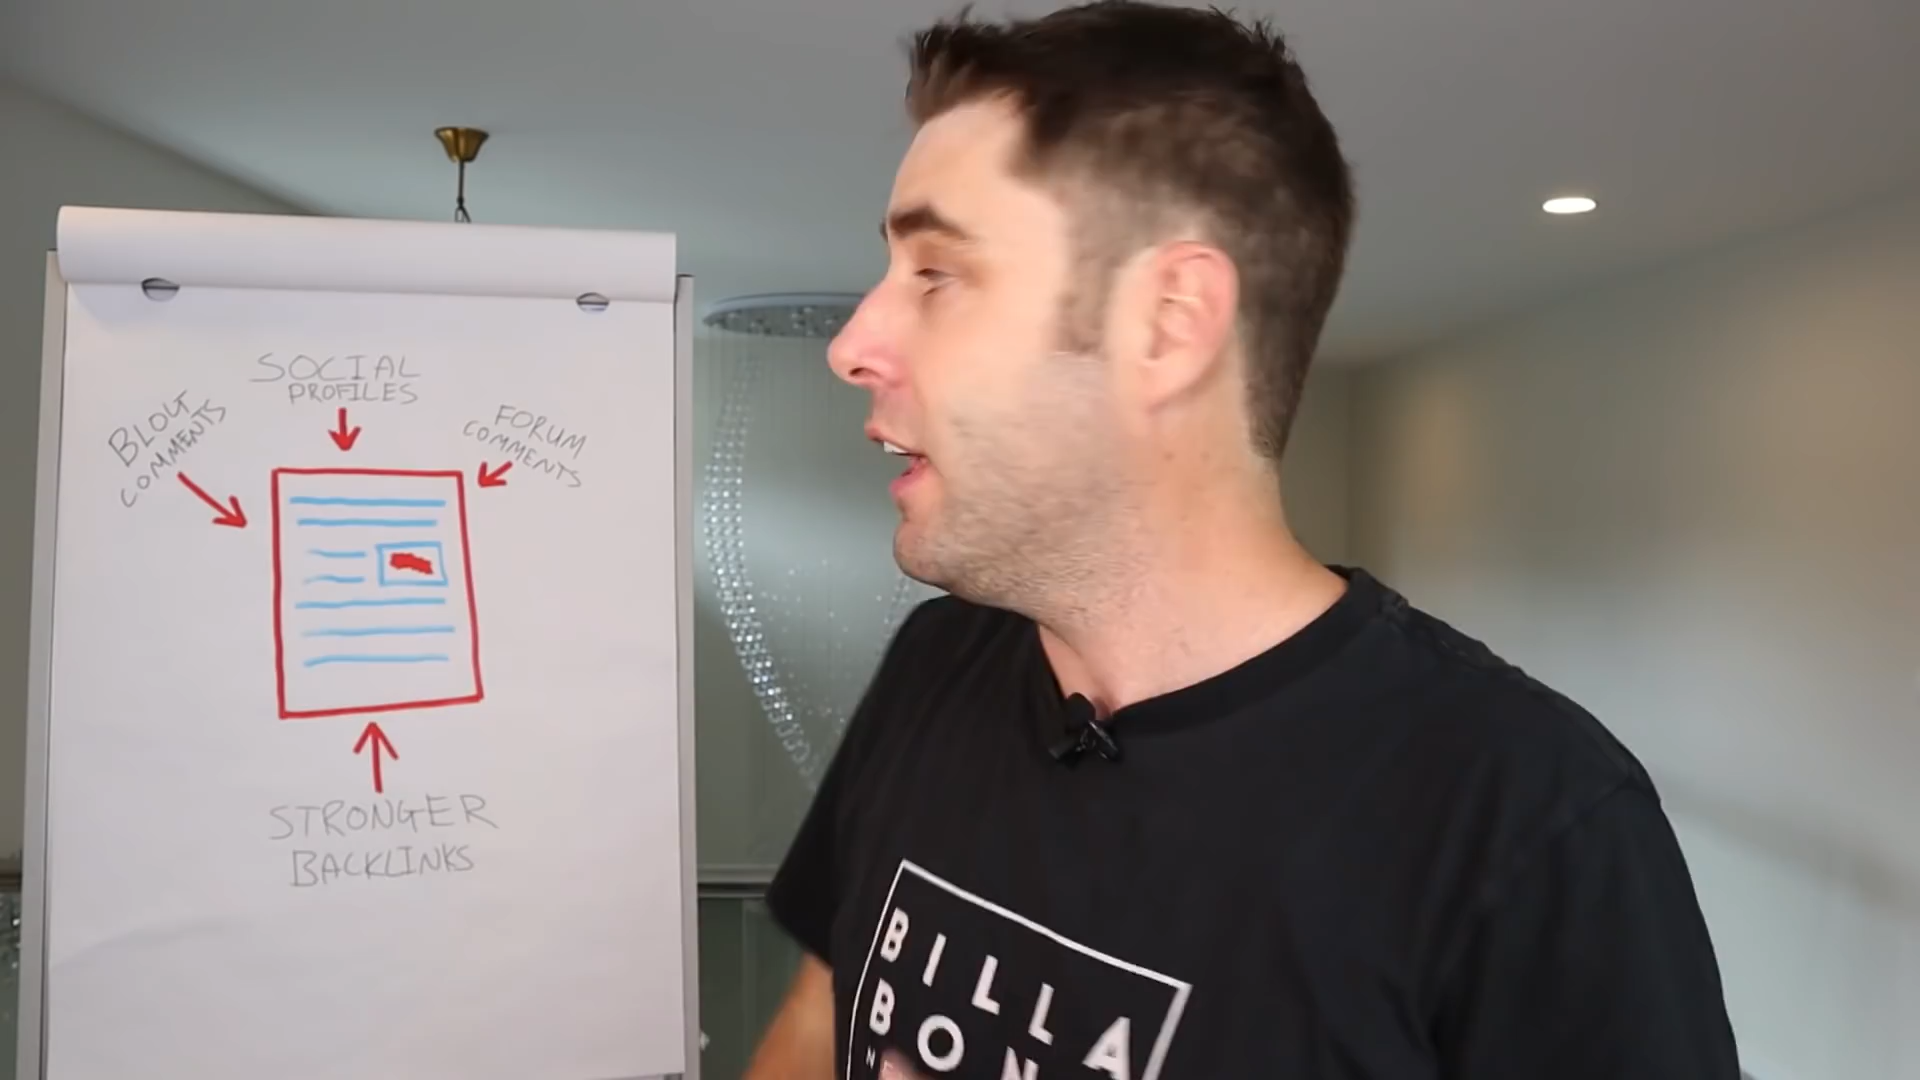 SOCIAL
PROFILES
BLOG
COMMENTS
FORUM
COMMENTS
STRONGER
BACKLINKS
BILLA
BON